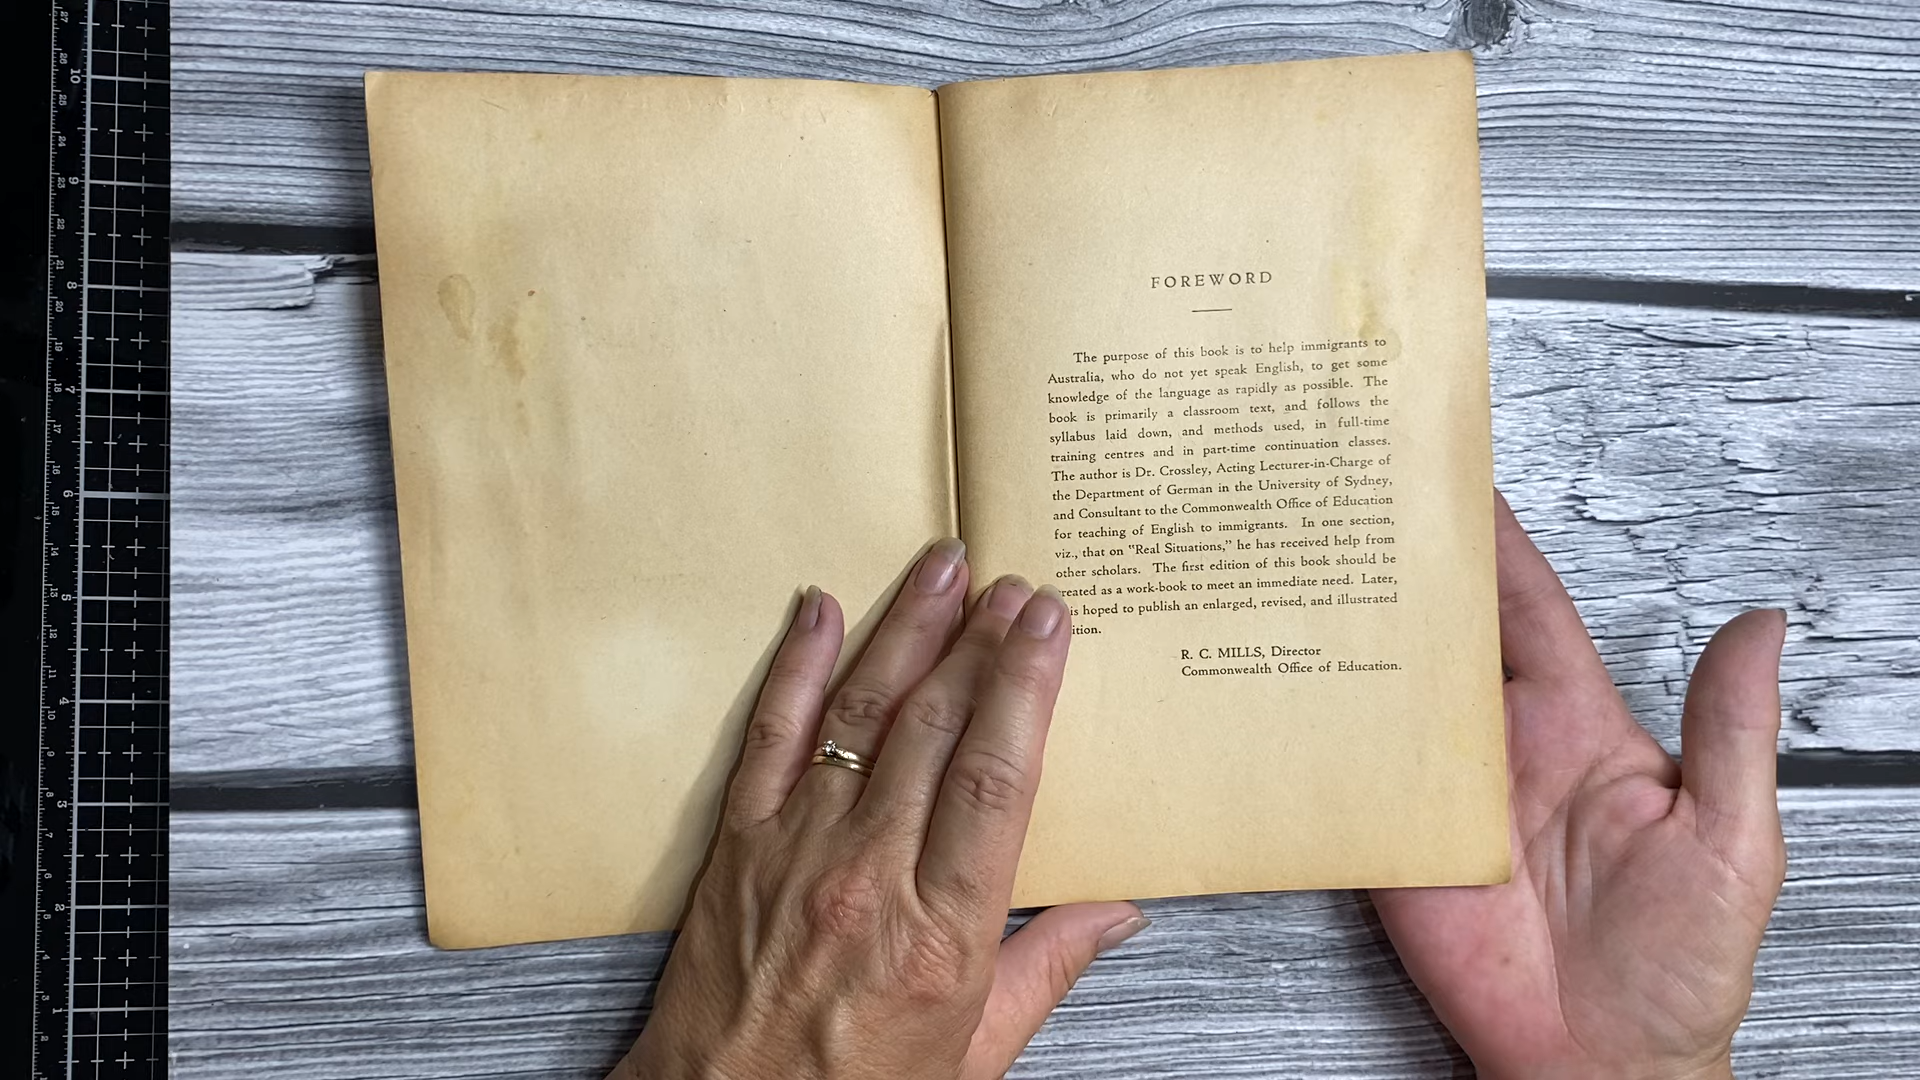 FOREWORD
The purpose of this book is to help immigrants to
Australia, who do not yet speak English, to get some
knowledge of the language as rapidly as possible. The
book is primarily a classroom text, and follows the
syllabus laid down, and methods used, in full-time
training centres and in part-time continuation classes.
The author is Dr. Crossley, Acting Lecturer-in-Charge of
the Department of German in the University of Sydney,
and Consultant to the Commonwealth Office of Education
for teaching of English to immigrants. In one section,
viz., that on "Real Situations," he has received help from
other scholars. The first edition of this book should be
reated as a work-book to meet an immediate need. Later,
is hoped to publish an enlarged, revised, and illustrated
ition.
R. C. MILLS, Director
Commonwealth Office of Education.